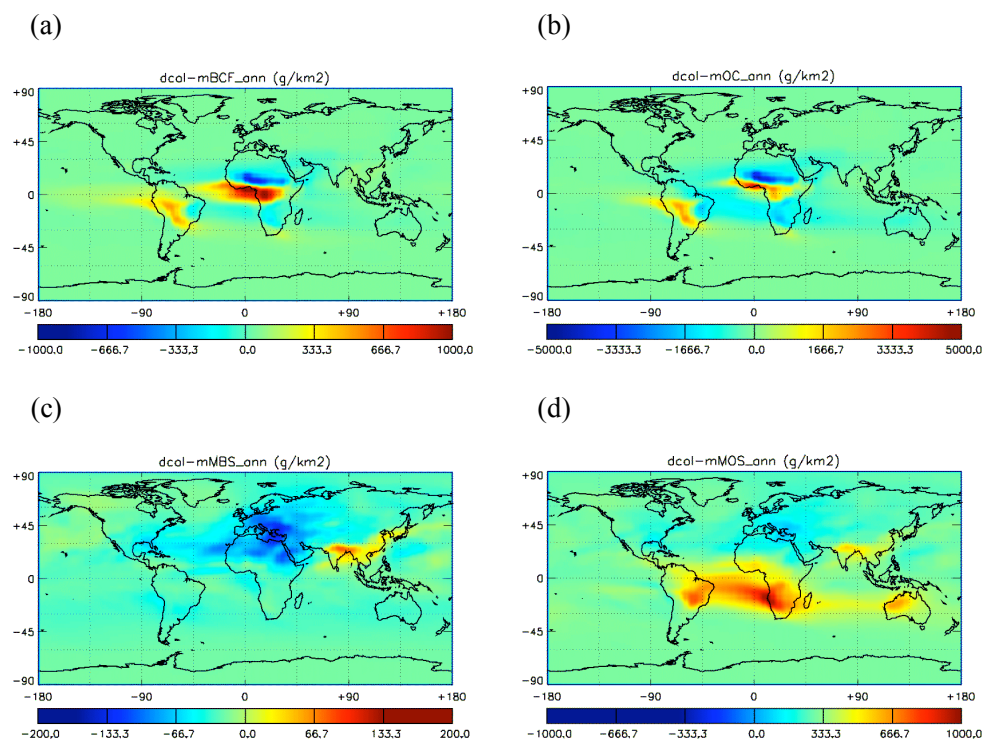 (a)
dcol-mBCF_ann (g/km2)
+90
+45
0
-45
-90
-180 -90 0 +90 +180
-1000.0 -666.7 -333.3 0.0 333.3 666.7 1000.0
(b)
dcol-mOC_ann (g/km2)
+90
+45
0
-45
-90
-180 -90 0 +90 +180
-5000.0 -3333.3 -1666.7 0.0 1666.7 3333.3 5000.0
(c)
dcol-mMBS_ann (g/km2)
+90
+45
0
-45
-90
-180 -90 0 +90 +180
-200.0 -133.3 -66.7 0.0 66.7 133.3 200.0
(d)
dcol-mMOS_ann (g/km2)
+90
+45
0
-45
-90
-180 -90 0 +90 +180
-1000.0 -666.7 -333.3 0.0 333.3 666.7 1000.0